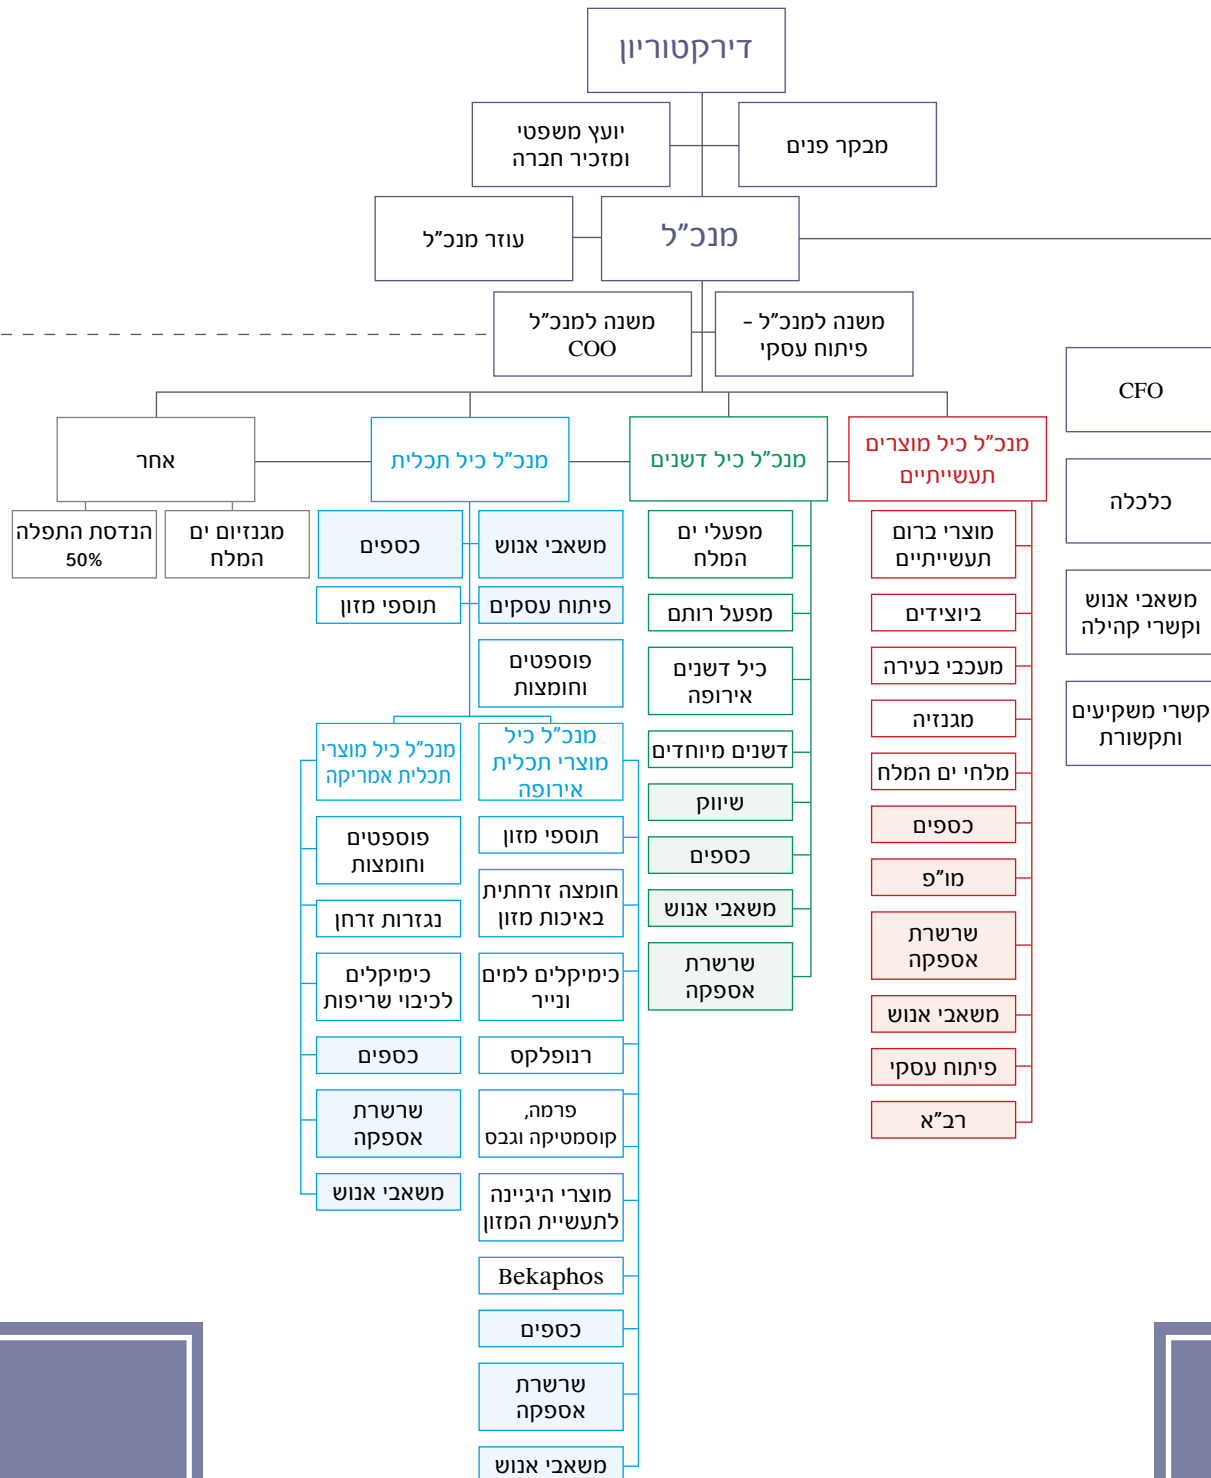 דירקטוריון
מבקר פנים
יועץ משפטי
ומזכיר חברה
מנכ"ל
עוזר מנכ"ל
משנה למנכ"ל -
פיתוח עסקי
משנה למנכ"ל
COO
CFO
כלכלה
משאבי אנוש
וקשרי קהילה
קשרי משקיעים
ותקשורת
מנכ"ל כיל מוצרים
תעשייתיים
מוצרי ברום
תעשייתיים
ביוצידים
מעכבי בעירה
מגנזיה
מלחי ים המלח
כספים
מו"פ
שרשרת
אספקה
משאבי אנוש
פיתוח עסקי
רב"א
מנכ"ל כיל דשנים
מפעלי ים
המלח
מפעל רותם
כיל דשנים
אירופה
דשנים מיוחדים
שיווק
כספים
משאבי אנוש
שרשרת
אספקה
מנכ"ל כיל תכלית
משאבי אנוש
כספים
פיתוח עסקים
תוספי מזון
פוספטים
וחומצות
מנכ"ל כיל
מוצרי תכלית
אירופה
תוספי מזון
חומצה זרחתית
באיכות מזון
כימיקלים למים
ונייר
רנופלקס
פרמה,
קוסמטיקה וגבס
מוצרי היגיינה
לתעשיית המזון
Bekaphos
כספים
שרשרת
אספקה
משאבי אנוש
מנכ"ל כיל מוצרי
תכלית אמריקה
פוספטים
וחומצות
נגזרות זרחן
כימיקלים
לכיבוי שריפות
כספים
שרשרת
אספקה
משאבי אנוש
אחר
מגנזיום ים
המלח
הנדסת התפלה
50%